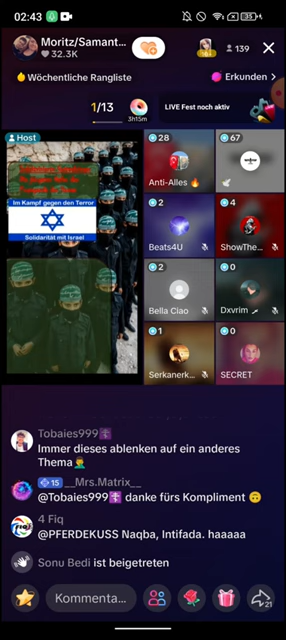 02:43
35
Moritz/Samant...
32.3K
139
Wöchentliche Rangliste
Erkunden >
1/13
3h15m
LIVE Fest noch aktiv
Host
Im Kampf gegen den Terror
Solidarität mit Israel
28
Anti-Alles 🔥
67
2
Beats4U
4
ShowThe...
2
Bella Ciao
0
Dxvrim
1
Serkanerk...
0
SECRET
Tobaies999☦️
Immer dieses ablenken auf ein anderes
Thema🤦‍♂️
15 __Mrs.Matrix__
@Tobaies999☦️ danke fürs Kompliment 🙃
4 Fiq
@PFERDEKUSS Naqba, Intifada. haaaaa
Sonu Bedi ist beigetreten
Kommenta...
21